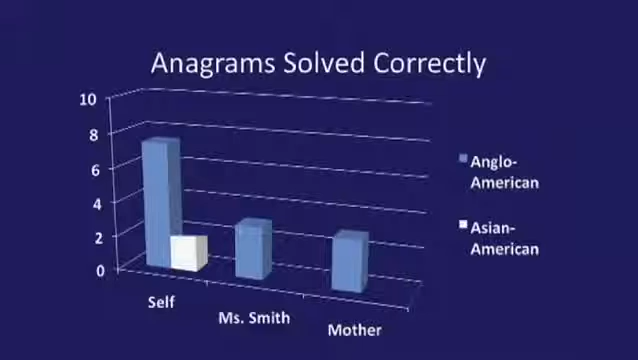 Anagrams Solved Correctly
10
8
6
4
2
0
Self
Ms. Smith
Mother
Anglo-
American
Asian-
American